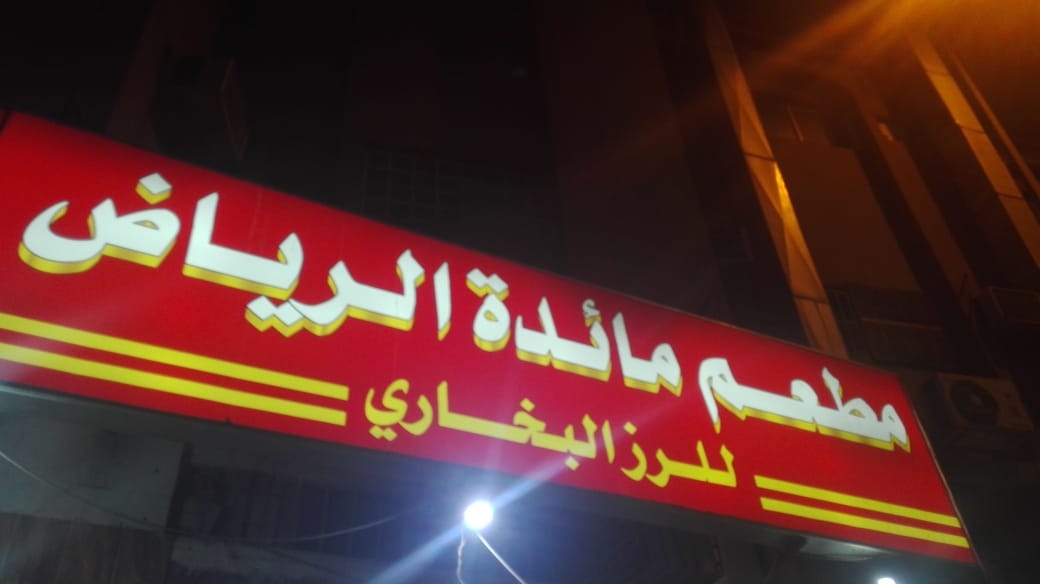 مطعم مائدة الرياض
للرز البخاري